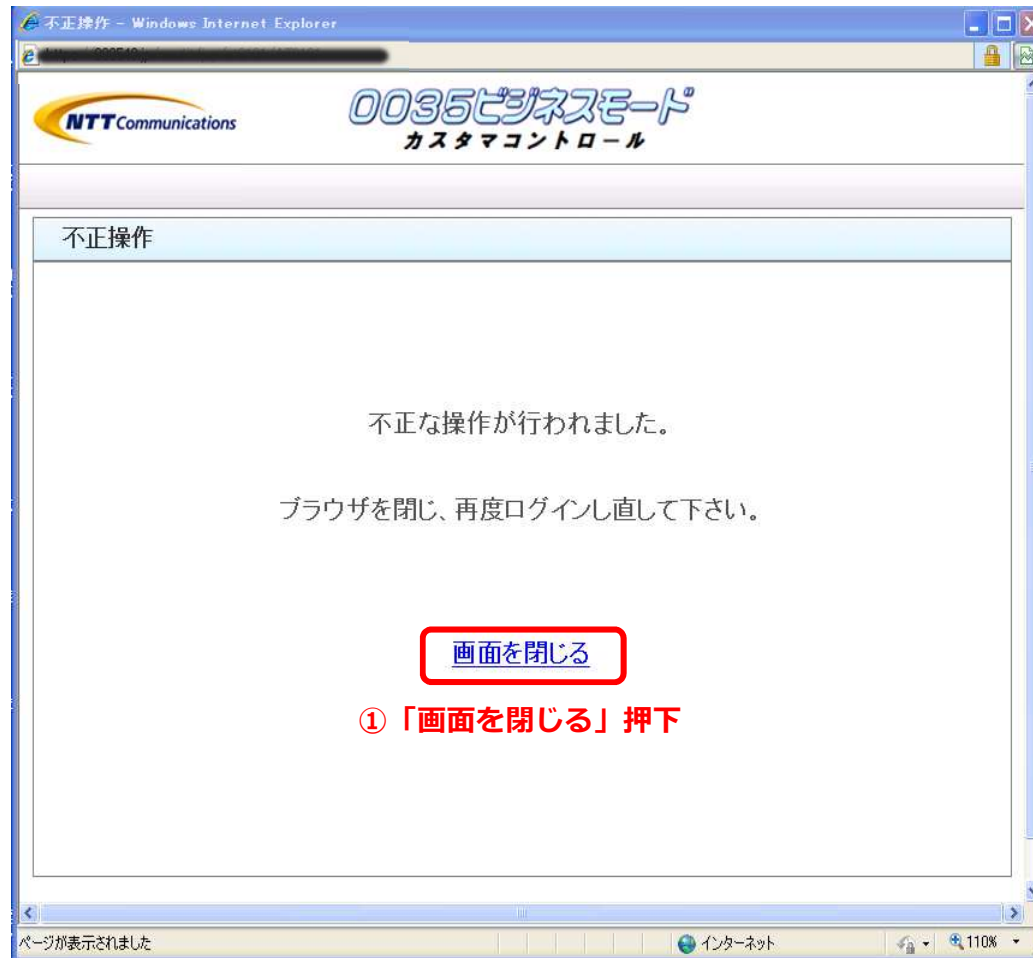 不正操作 - Windows Internet Explorer
NTT Communications
0035ビジネスモード
カスタマコントロール
不正操作
不正な操作が行われました。
ブラウザを閉じ、再度ログインし直して下さい。
画面を閉じる
①「画面を閉じる」押下
ページが表示されました
インターネット
110%